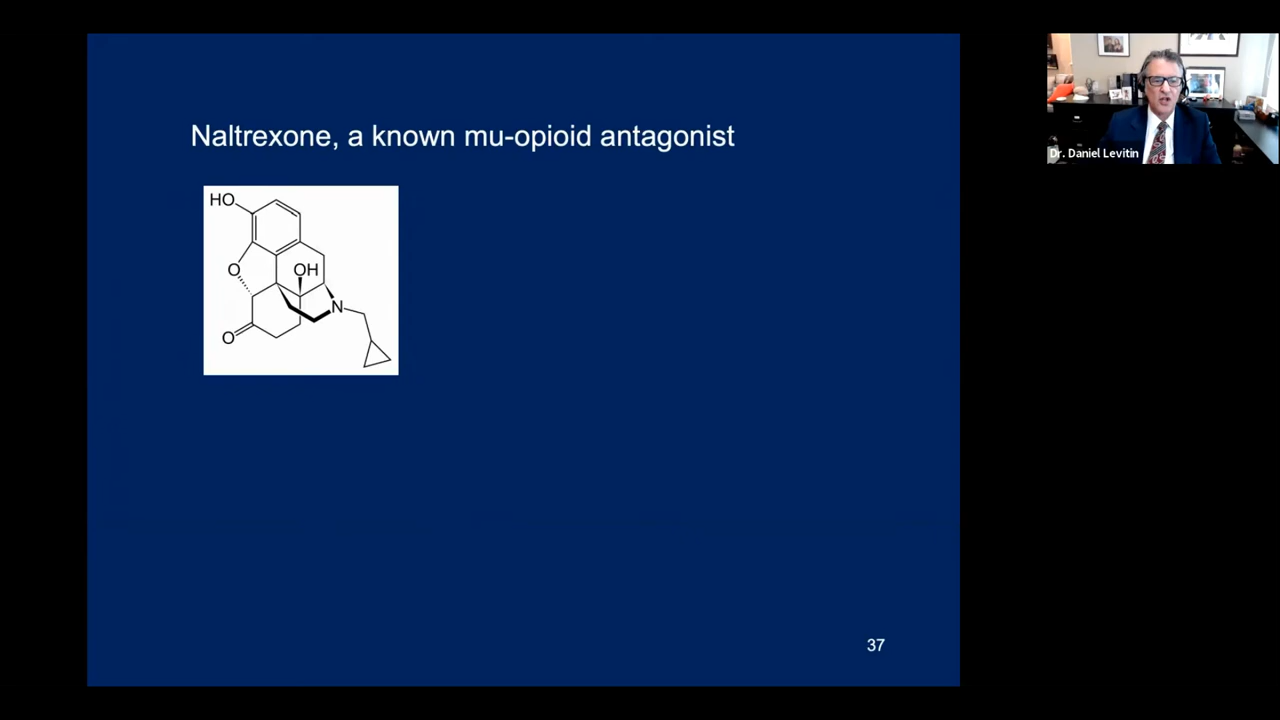 Naltrexone, a known mu-opioid antagonist
HO
O
OH
N
O
37
Dr. Daniel Levitin